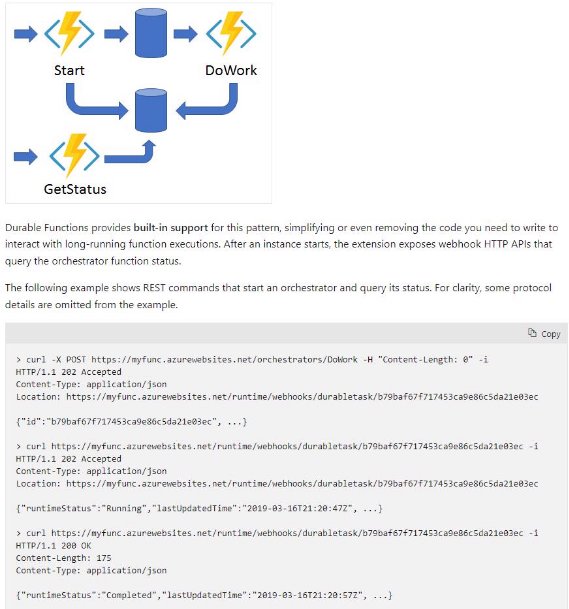 Start
DoWork
GetStatus
Durable Functions provides built-in support for this pattern, simplifying or even removing the code you need to write to
interact with long-running function executions. After an instance starts, the extension exposes webhook HTTP APIs that
query the orchestrator function status.
The following example shows REST commands that start an orchestrator and query its status. For clarity, some protocol
details are omitted from the example.
Copy
> curl -X POST https://myfunc.azurewebsites.net/orchestrators/DoWork -H "Content-Length: 0" -i
HTTP/1.1 202 Accepted
Content-Type: application/json
Location: https://myfunc.azurewebsites.net/runtime/webhooks/durabletask/b79baf67f717453ca9e86c5da21e03ec
{"id":"b79baf67f717453ca9e86c5da21e03ec", ...}
> curl https://myfunc.azurewebsites.net/runtime/webhooks/durabletask/b79baf67f717453ca9e86c5da21e03ec -i
HTTP/1.1 202 Accepted
Content-Type: application/json
Location: https://myfunc.azurewebsites.net/runtime/webhooks/durabletask/b79baf67f717453ca9e86c5da21e03ec
{"runtimeStatus":"Running","lastUpdatedTime":"2019-03-16T21:20:47Z", ...}
> curl https://myfunc.azurewebsites.net/runtime/webhooks/durabletask/b79baf67f717453ca9e86c5da21e03ec -i
HTTP/1.1 200 OK
Content-Length: 175
Content-Type: application/json
{"runtimeStatus":"Completed","lastUpdatedTime":"2019-03-16T21:20:57Z", ...}